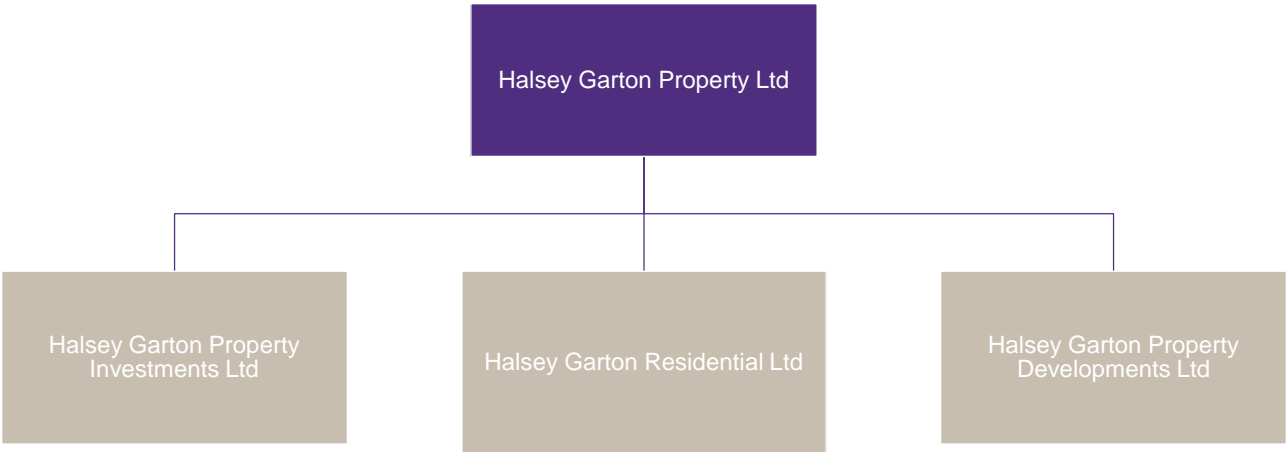 Halsey Garton Property Ltd
Halsey Garton Property
Investments Ltd
Halsey Garton Residential Ltd
Halsey Garton Property
Developments Ltd